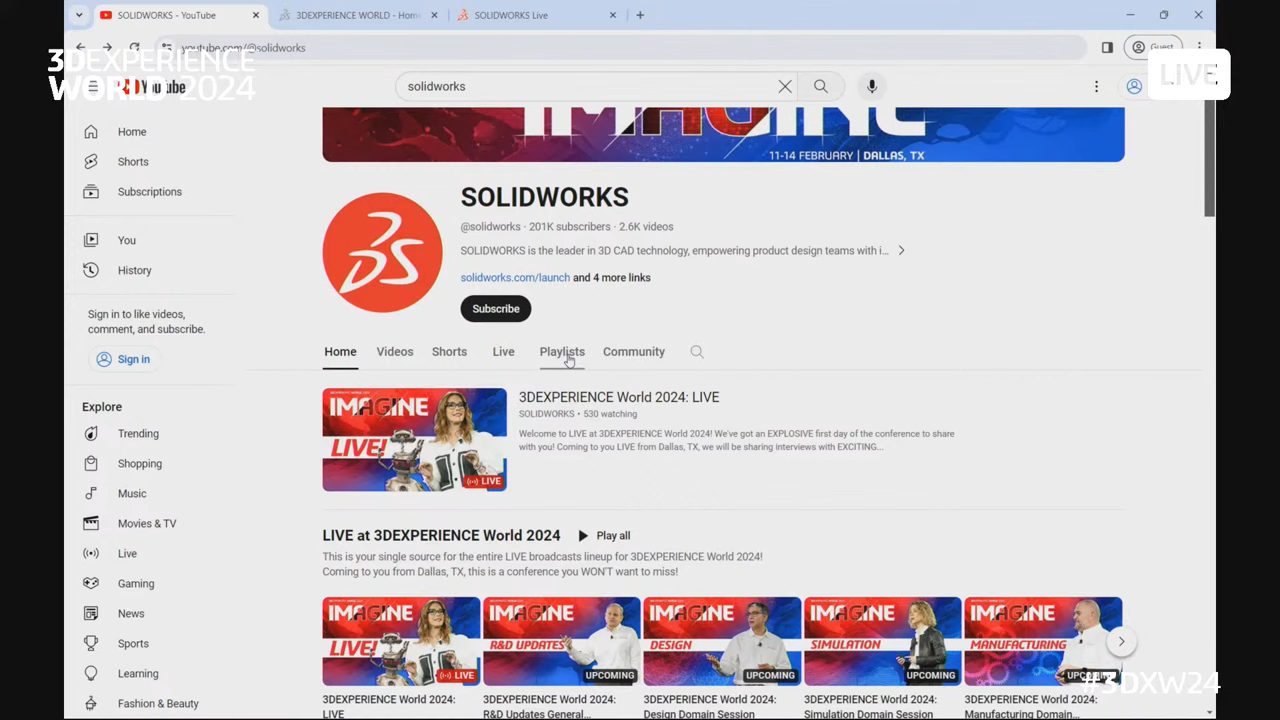 SOLIDWORKS - YouTube
3DEXPERIENCE WORLD - Hom
SOLIDWORKS Live
youtube.com/@solidworks
Guest
3DEXPERIENCE
WORLD 2024
LIVE
YouTube
solidworks
IMAGINE
11-14 FEBRUARY | DALLAS, TX
Home
Shorts
Subscriptions
You
History
Sign in to like videos,
comment, and subscribe.
Sign in
Explore
Trending
Shopping
Music
Movies & TV
Live
Gaming
News
Sports
Learning
Fashion & Beauty
SOLIDWORKS
@solidworks · 201K subscribers · 2.6K videos
SOLIDWORKS is the leader in 3D CAD technology, empowering product design teams with i...
solidworks.com/launch and 4 more links
Subscribe
Home
Videos
Shorts
Live
Playlists
Community
IMAGINE
LIVE!
LIVE
3DEXPERIENCE World 2024: LIVE
SOLIDWORKS • 530 watching
Welcome to LIVE at 3DEXPERIENCE World 2024! We've got an EXPLOSIVE first day of the conference to share
with you! Coming to you LIVE from Dallas, TX, we will be sharing interviews with EXCITING...
LIVE at 3DEXPERIENCE World 2024
Play all
This is your single source for the entire LIVE broadcasts lineup for 3DEXPERIENCE World 2024!
Coming to you from Dallas, TX, this is a conference you WON'T want to miss!
IMAGINE
LIVE!
LIVE
3DEXPERIENCE World 2024:
LIVE
IMAGINE
R&D UPDATES
UPCOMING
3DEXPERIENCE World 2024:
R&D Updates General...
IMAGINE
DESIGN
UPCOMING
3DEXPERIENCE World 2024:
Design Domain Session
IMAGINE
SIMULATION
UPCOMING
3DEXPERIENCE World 2024:
Simulation Domain Session
IMAGINE
MANUFACTURING
UPCOMING
3DEXPERIENCE World 2024:
Manufacturing Domain...
#3DXW24